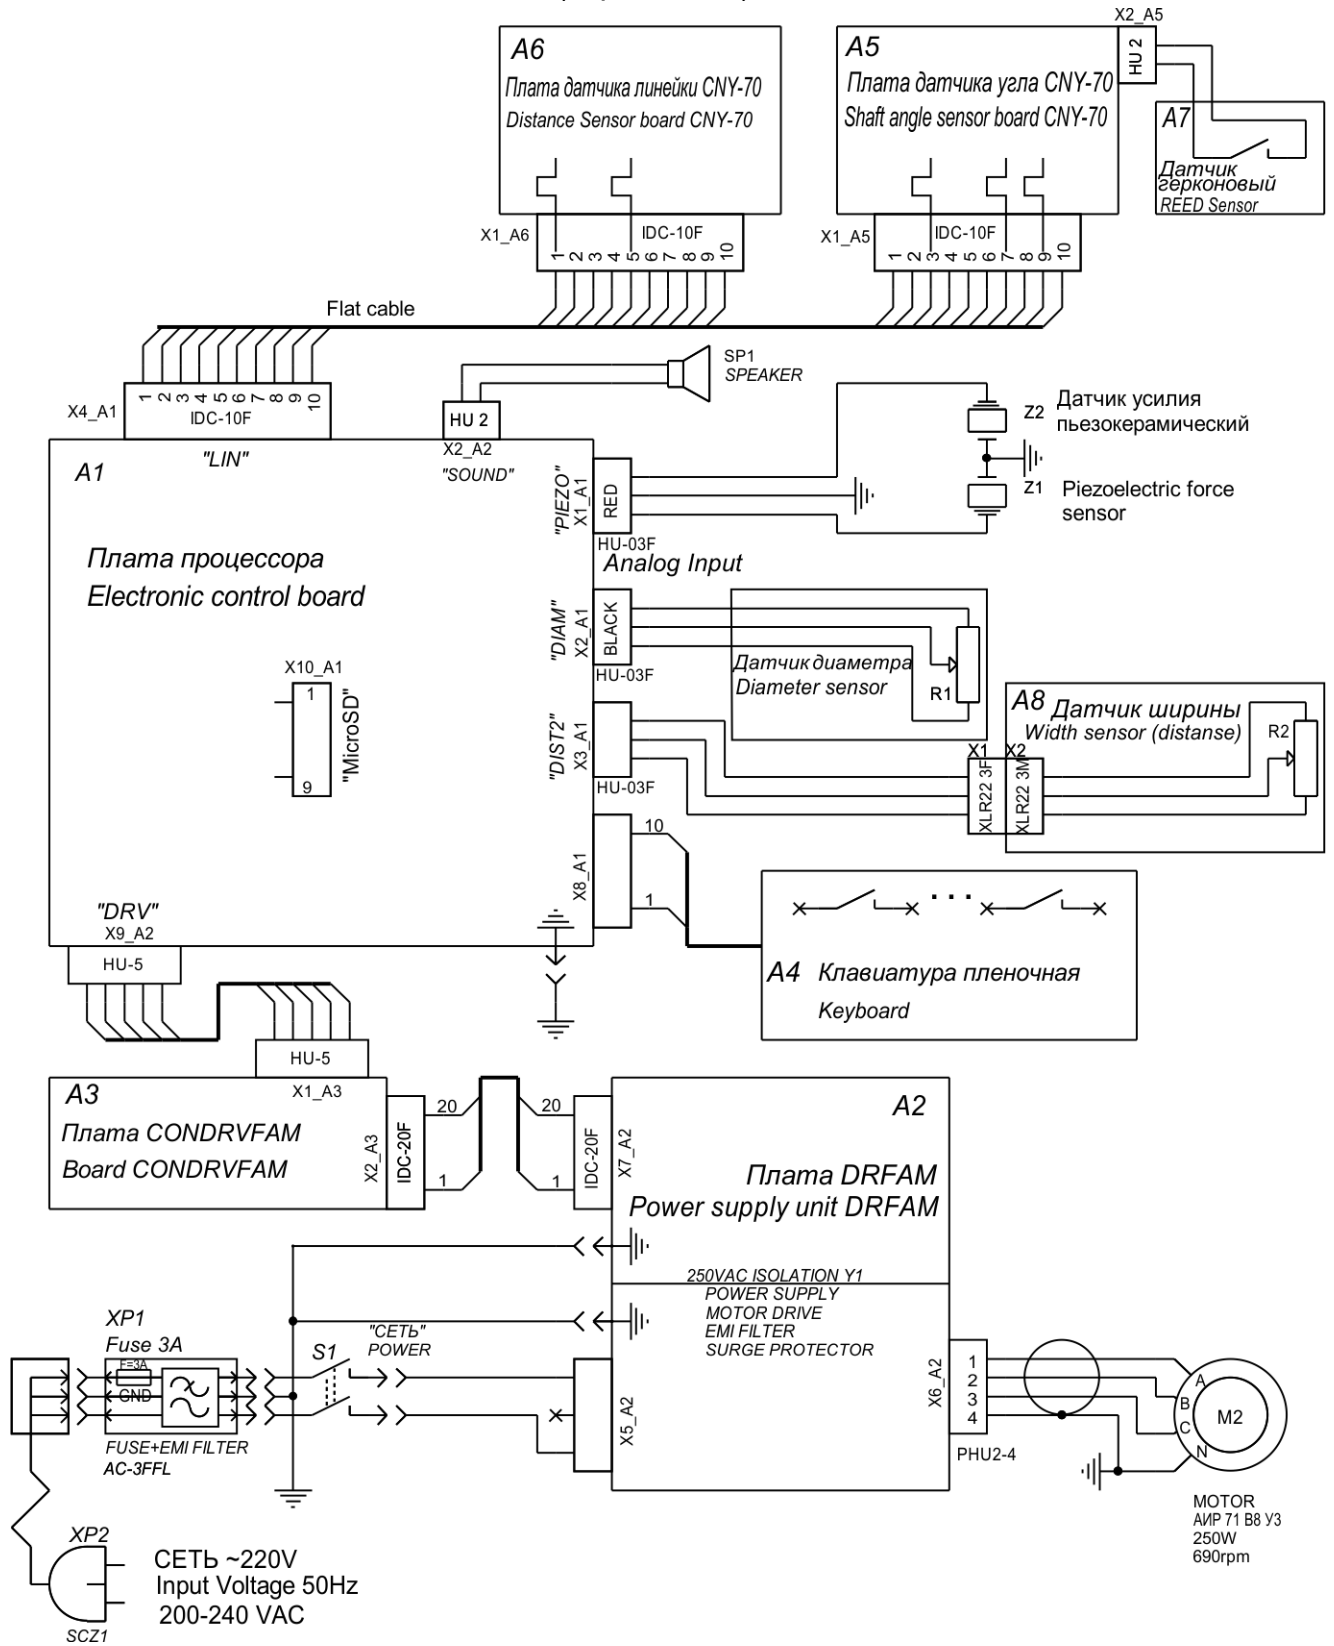 X2_A5
A6
Плата датчика линейки CNY-70
Distance Sensor board CNY-70
A5
Плата датчика угла CNY-70
Shaft angle sensor board CNY-70
HU 2
A7
Датчик
герконовый
REED Sensor
X1_A6
IDC-10F
1 2 3 4 5 6 7 8 9 10
X1_A5
IDC-10F
1 2 3 4 5 6 7 8 9 10
Flat cable
SP1
SPEAKER
X4_A1
1 2 3 4 5 6 7 8 9 10
IDC-10F
"LIN"
HU 2
X2_A2
"SOUND"
Z2
Датчик усилия
пьезокерамический
Z1
Piezoelectric force
sensor
A1
Плата процессора
Electronic control board
"PIEZO"
X1_A1
RED
HU-03F
Analog Input
"DIAM"
X2_A1
BLACK
HU-03F
Датчик диаметра
Diameter sensor
R1
X10_A1
1
9
"MicroSD"
"DIST2"
X3_A1
HU-03F
A8 Датчик ширины
Width sensor (distanse)
R2
X1
X2
XLR22 3F
XLR22 3M
X8_A1
10
1
A4 Клавиатура пленочная
Keyboard
"DRV"
X9_A2
HU-5
HU-5
X1_A3
A3
Плата CONDRVFAM
Board CONDRVFAM
X2_A3
IDC-20F
20
1
20
1
IDC-20F
X7_A2
A2
Плата DRFAM
Power supply unit DRFAM
250VAC ISOLATION Y1
POWER SUPPLY
MOTOR DRIVE
EMI FILTER
SURGE PROTECTOR
XP1
Fuse 3A
F=3A
GND
FUSE+EMI FILTER
AC-3FFL
S1
"СЕТЬ"
POWER
X5_A2
X6_A2
1
2
3
4
PHU2-4
A
B
C
N
M2
MOTOR
АИР 71 В8 У3
250W
690rpm
XP2
SCZ1
СЕТЬ ~220V
Input Voltage 50Hz
200-240 VAC